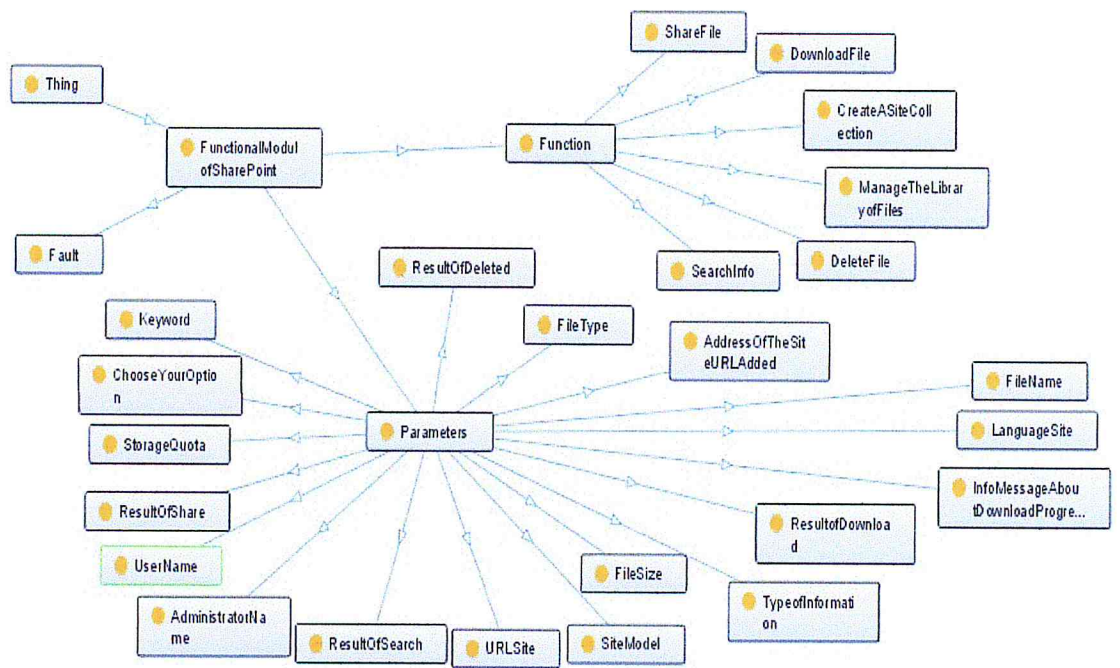 ShareFile
DownloadFile
Thing
CreateASiteColl
ection
FunctionalModul
ofSharePoint
Function
ManageTheLibrar
yofFiles
Fault
ResultOfDeleted
SearchInfo
DeleteFile
Keyword
FileType
AddressOfTheSit
eURLAdded
ChooseYourOptio
n
FileName
Parameters
LanguageSite
StorageQuota
InfoMessageAbou
tDownloadProgre...
ResultOfShare
ResultofDownloa
d
UserName
FileSize
TypeofInformati
on
AdministratorNa
me
ResultOfSearch
URLSite
SiteModel